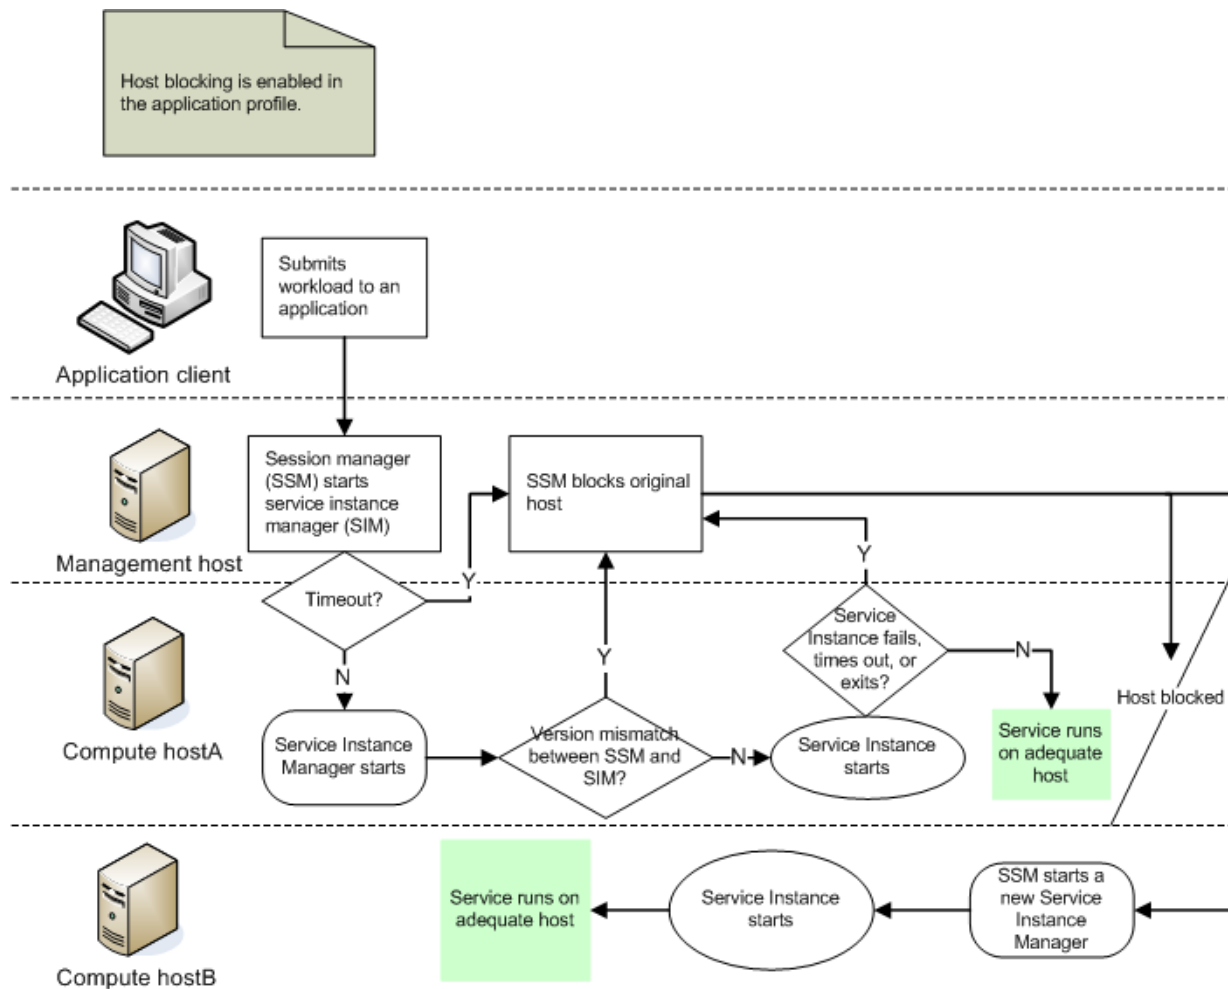 Host blocking is enabled in
the application profile.
Submits
workload to an
application
Application client
Session manager
(SSM) starts
service instance
manager (SIM)
SSM blocks original
host
Management host
Y
Y
Timeout?
Service
Instance fails,
times out, or
exits?
N
Y
N
Host blocked
Compute hostA
Service Instance
Manager starts
Version mismatch
between SSM and
SIM?
N
Service Instance
starts
Service runs
on adequate
host
Service runs on
adequate host
Service Instance
starts
SSM starts a
new Service
Instance
Manager
Compute hostB